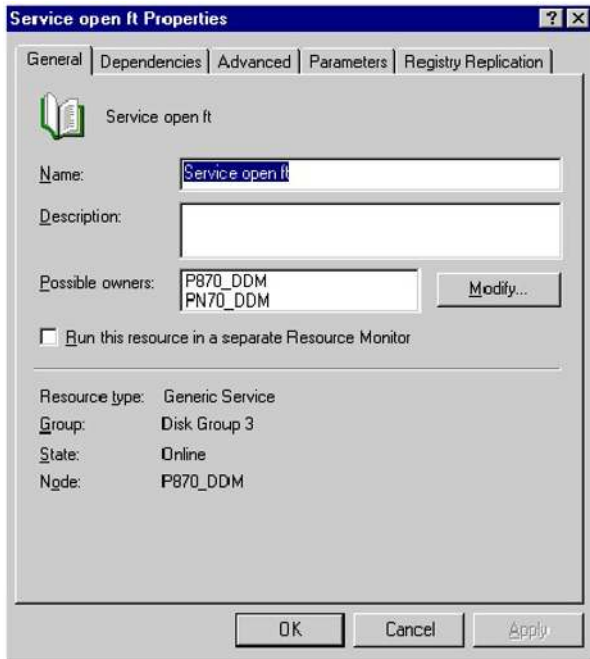 Service open ft Properties
General Dependencies Advanced Parameters Registry Replication
Service open ft
Name: Service open ft
Description:
Possible owners: P870_DDM
PN70_DDM
Modify...
Run this resource in a separate Resource Monitor
Resource type: Generic Service
Group: Disk Group 3
State: Online
Node: P870_DDM
OK Cancel Apply